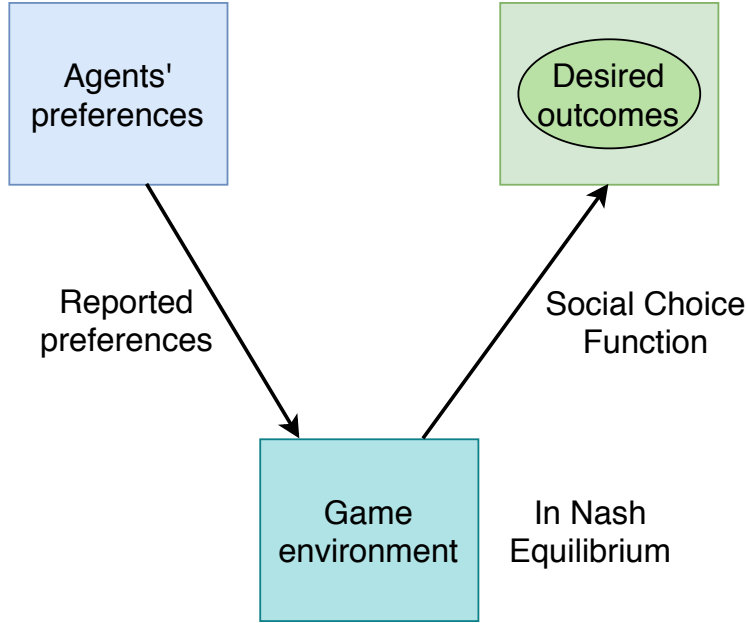 Agents'
preferences
Desired
outcomes
Reported
preferences
Social Choice
Function
Game
environment
In Nash
Equilibrium